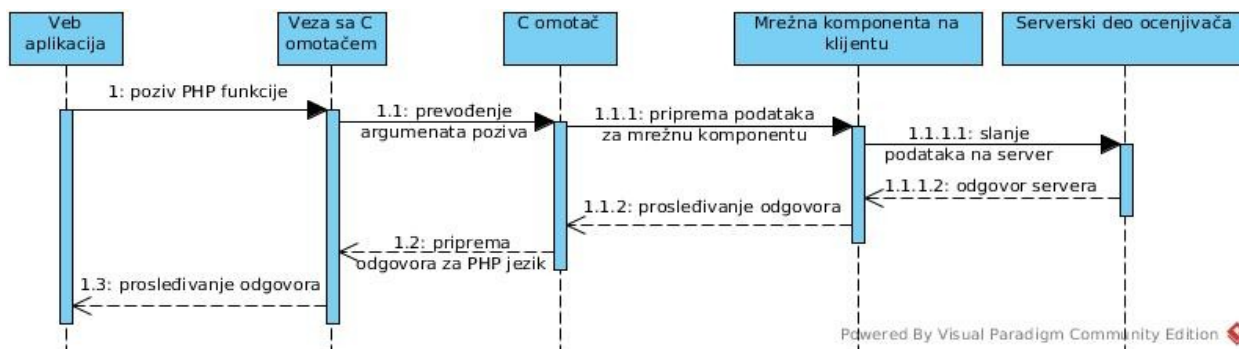 Veb
aplikacija
Veza sa C
omotačem
C omotač
Mrežna komponenta na
klijentu
Serverski deo ocenjivača
1: poziv PHP funkcije
1.1: prevođenje
argumenata poziva
1.1.1: priprema podataka
za mrežnu komponentu
1.1.1.1: slanje
podataka na server
1.1.1.2: odgovor servera
1.1.2: prosleđivanje odgovora
1.2: priprema
odgovora za PHP jezik
1.3: prosleđivanje odgovora
Powered By Visual Paradigm Community Edition